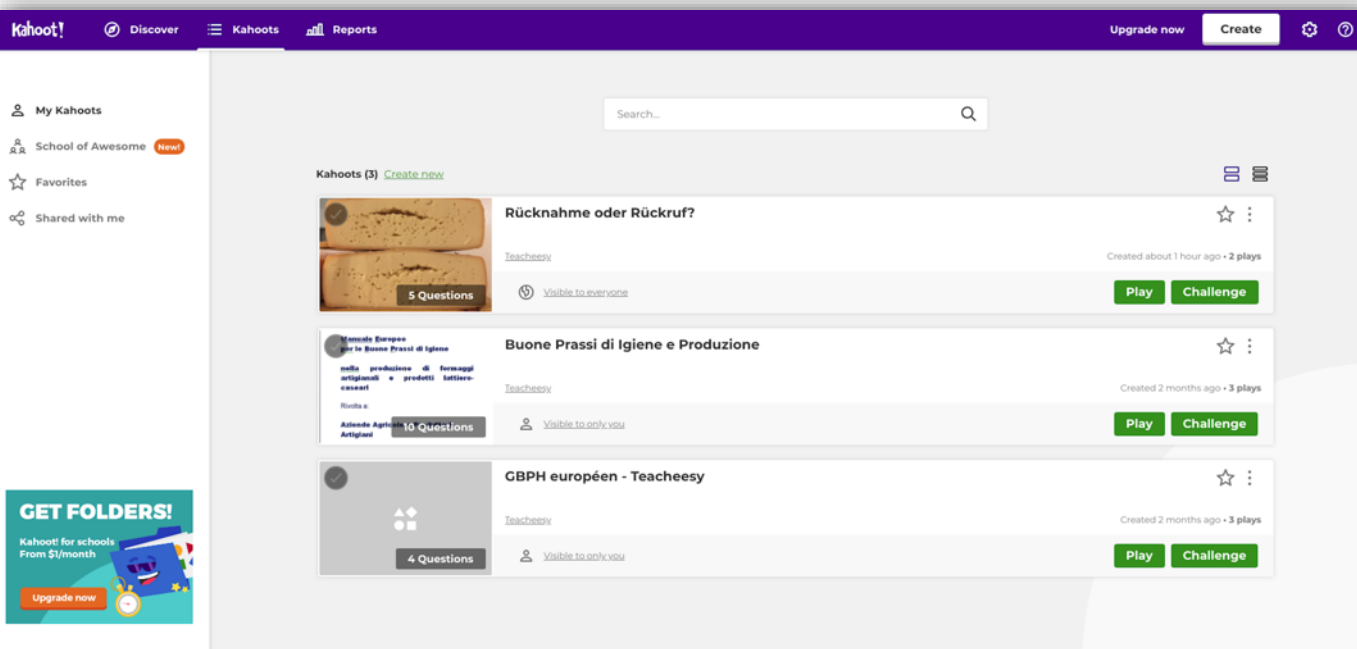 Kahoot! Discover Kahoots Reports Upgrade now Create
My Kahoots
School of Awesome New!
Favorites
Shared with me
GET FOLDERS!
Kahoot! for schools
From $1/month
Upgrade now
Search...
Kahoots (3) Create new
Rücknahme oder Rückruf?
Teacheesy
Created about 1 hour ago • 2 plays
5 Questions
Visible to everyone
Play Challenge
Manuale Europeo
per le Buone Prassi di Igiene
nella produzione di formaggi
artigianali e prodotti lattiero-
caseari
Rivolta a:
Aziende
Artigiani
10 Questions
Buone Prassi di Igiene e Produzione
Teacheesy
Created 2 months ago • 3 plays
Visible to only you
Play Challenge
GBPH européen - Teacheesy
Teacheesy
Created 2 months ago • 3 plays
4 Questions
Visible to only you
Play Challenge